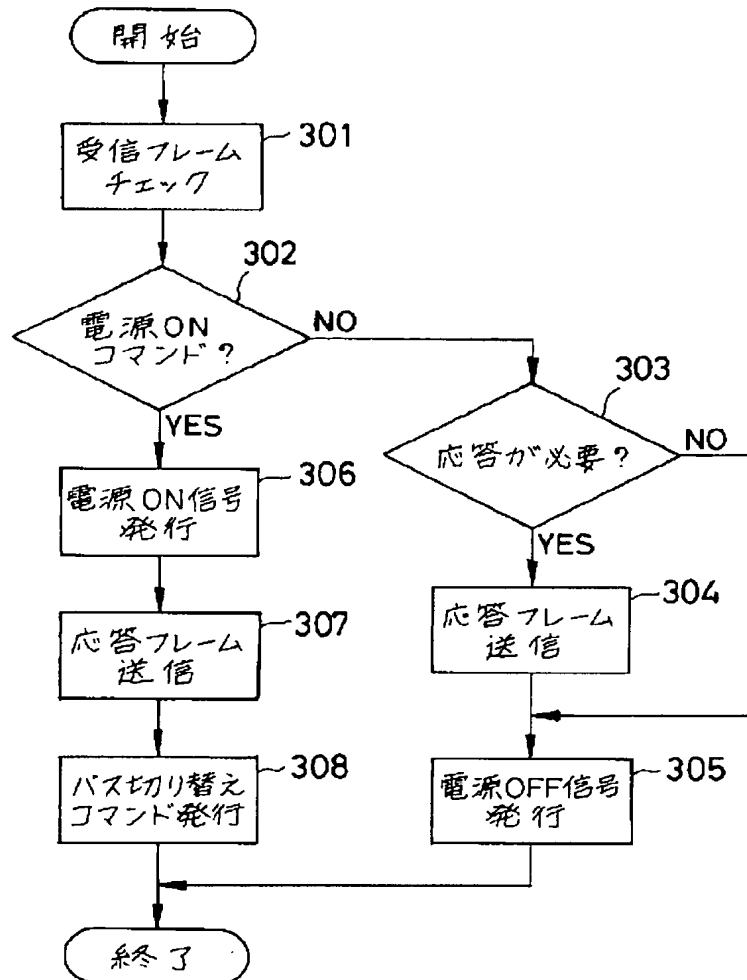 開始
受信フレーム
チェック
301
302
電源ON
コマンド?
NO
YES
303
応答が必要?
NO
YES
電源ON信号
発行
306
応答フレーム
送信
304
応答フレーム
送信
307
バス切り替え
コマンド発行
308
電源OFF信号
発行
305
終了